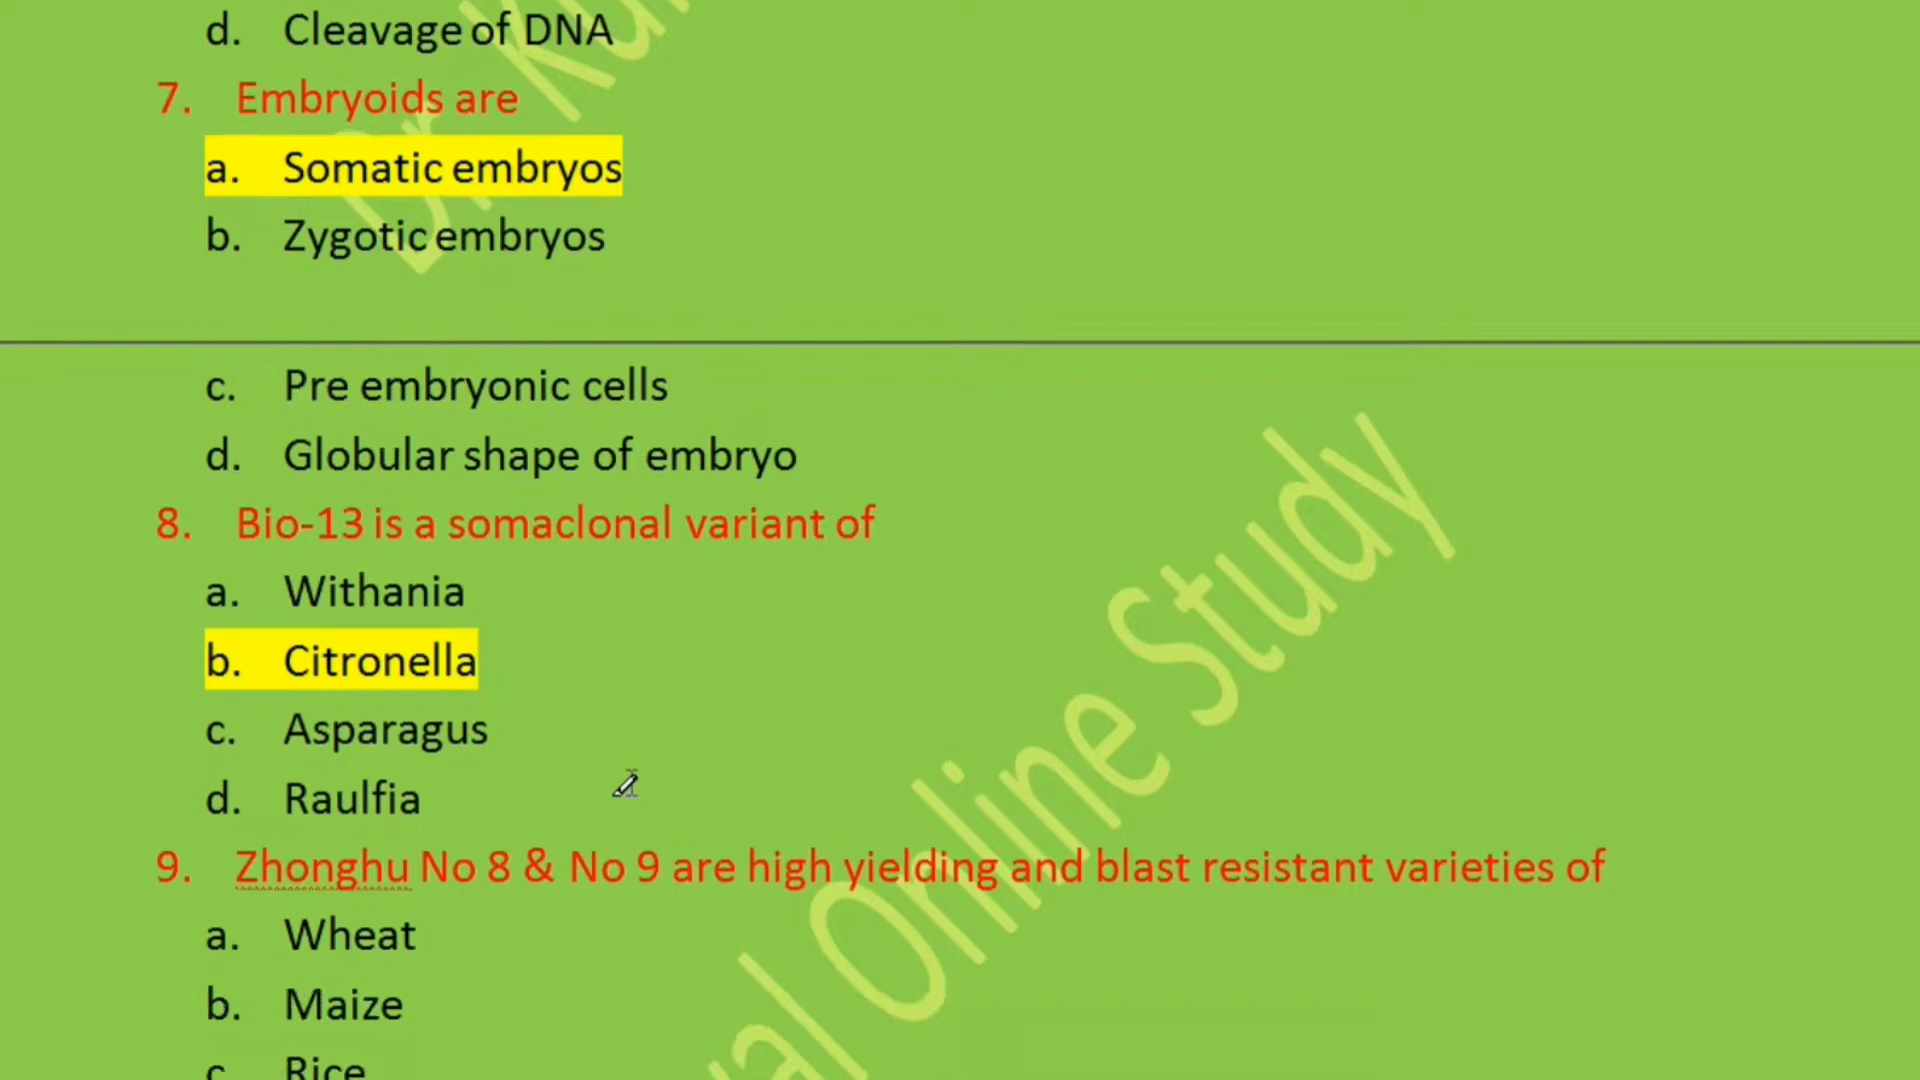 d. Cleavage of DNA
7. Embryoids are
a. Somatic embryos
b. Zygotic embryos
c. Pre embryonic cells
d. Globular shape of embryo
8. Bio-13 is a somaclonal variant of
a. Withania
b. Citronella
c. Asparagus
d. Raulfia
9. Zhonghu No 8 & No 9 are high yielding and blast resistant varieties of
a. Wheat
b. Maize
c. Rice
Online Study